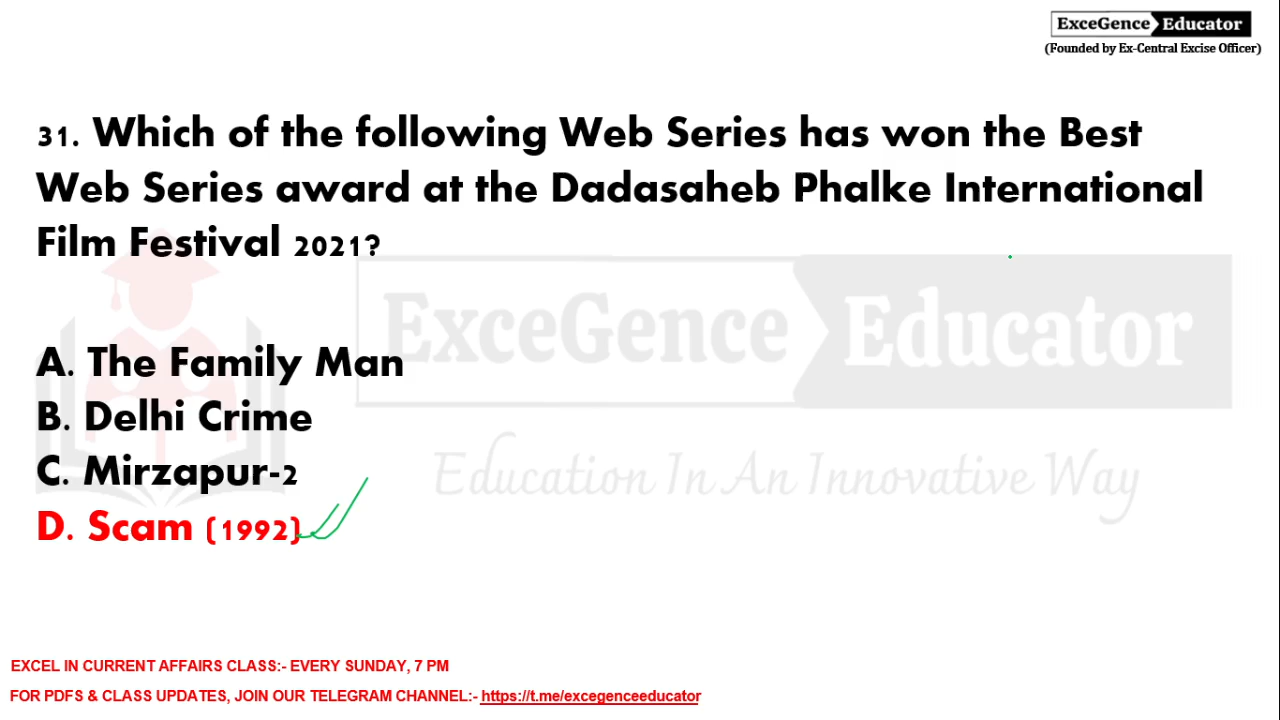 ExceGence Educator
(Founded by Ex-Central Excise Officer)
31. Which of the following Web Series has won the Best
Web Series award at the Dadasaheb Phalke International
Film Festival 2021?
ExceGence Educator
A. The Family Man
B. Delhi Crime
C. Mirzapur-2
Education In An Innovative Way
D. Scam (1992)
EXCEL IN CURRENT AFFAIRS CLASS:- EVERY SUNDAY, 7 PM
FOR PDFS & CLASS UPDATES, JOIN OUR TELEGRAM CHANNEL:- https://t.me/excegenceeducator